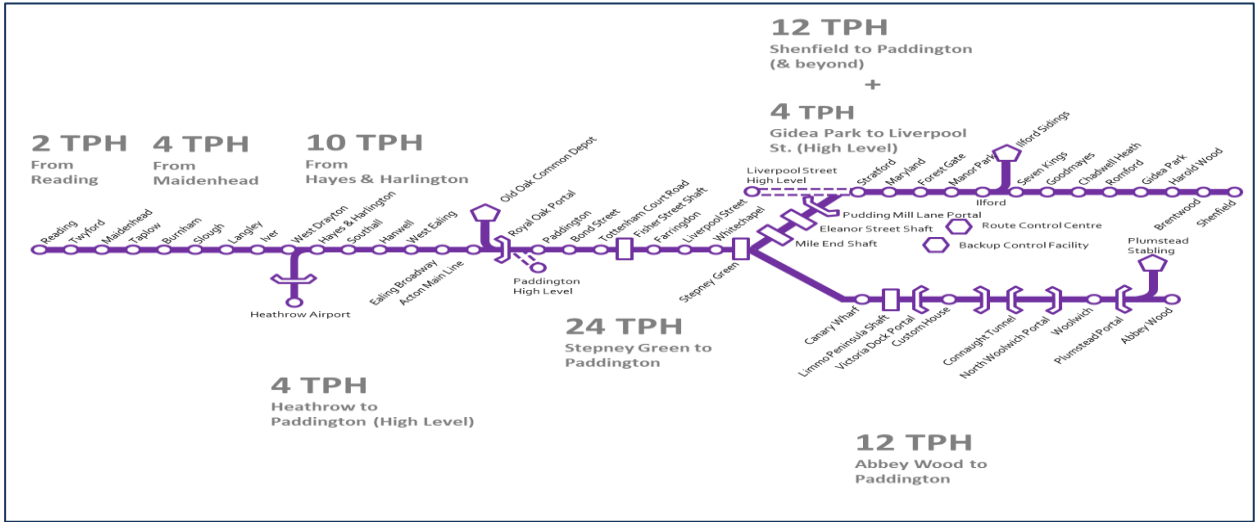 12 TPH
Shenfield to Paddington
(& beyond)
+
4 TPH
Gidea Park to Liverpool
St. (High Level)
2 TPH
From
Reading
4 TPH
From
Maidenhead
10 TPH
From
Hayes & Harlington
Reading
Twyford
Maidenhead
Taplow
Burnham
Slough
Langley
Iver
West Drayton
Hayes & Harlington
Southall
Hanwell
West Ealing
Ealing Broadway
Acton Main Line
Old Oak Common Depot
Royal Oak Portal
Paddington
Bond Street
Tottenham Court Road
Fisher Street Shaft
Farringdon
Liverpool Street
Whitechapel
Stepney Green
Liverpool Street
High Level
Stratford
Maryland
Forest Gate
Manor Park
Ilford
Ilford Sidings
Seven Kings
Goodmayes
Chadwell Heath
Romford
Gidea Park
Harold Wood
Brentwood
Shenfield
Pudding Mill Lane Portal
Eleanor Street Shaft
Mile End Shaft
Route Control Centre
Backup Control Facility
Plumstead
Stabling
Paddington
High Level
Heathrow Airport
Canary Wharf
Limmo Peninsula Shaft
Victoria Dock Portal
Custom House
Connaught Tunnel
North Woolwich Portal
Woolwich
Plumstead Portal
Abbey Wood
24 TPH
Stepney Green to
Paddington
4 TPH
Heathrow to
Paddington (High Level)
12 TPH
Abbey Wood to
Paddington